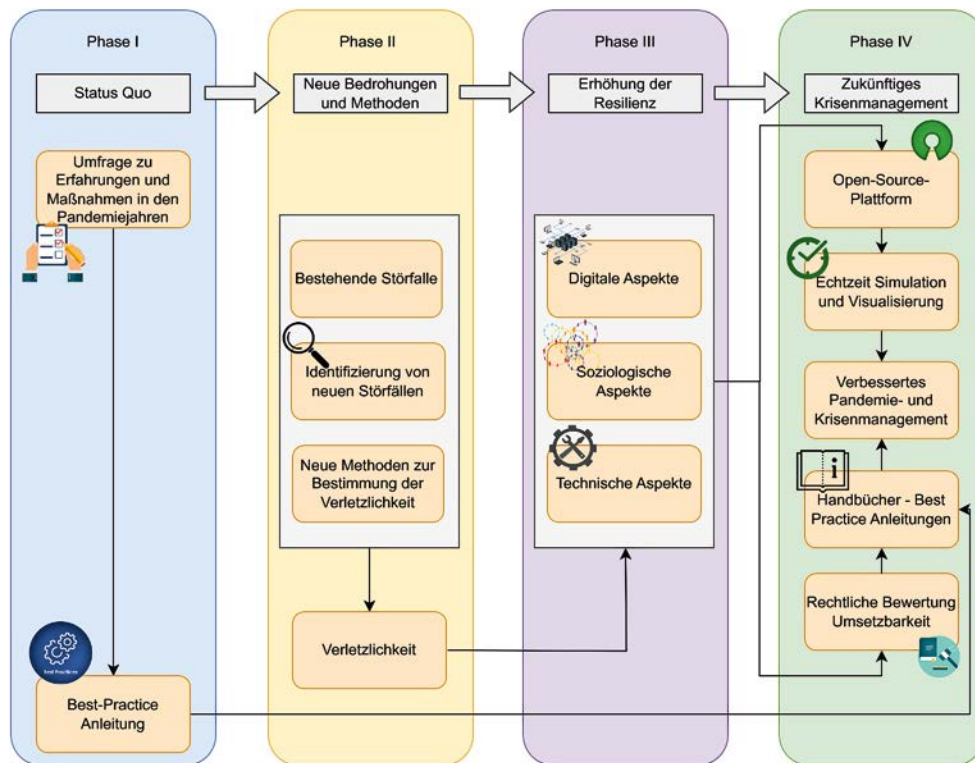 Phase I
Status Quo
Umfrage zu
Erfahrungen und
Maßnahmen in den
Pandemiejahren
Best Practices
Best-Practice
Anleitung
Phase II
Neue Bedrohungen
und Methoden
Bestehende Störfalle
Identifizierung von
neuen Störfällen
Neue Methoden zur
Bestimmung der
Verletzlichkeit
Verletzlichkeit
Phase III
Erhöhung der
Resilienz
Digitale Aspekte
Soziologische
Aspekte
Technische Aspekte
Phase IV
Zukünftiges
Krisenmanagement
Open-Source-
Plattform
Echtzeit Simulation
und Visualisierung
Verbessertes
Pandemie- und
Krisenmanagement
i
Handbücher - Best
Practice Anleitungen
Rechtliche Bewertung
Umsetzbarkeit